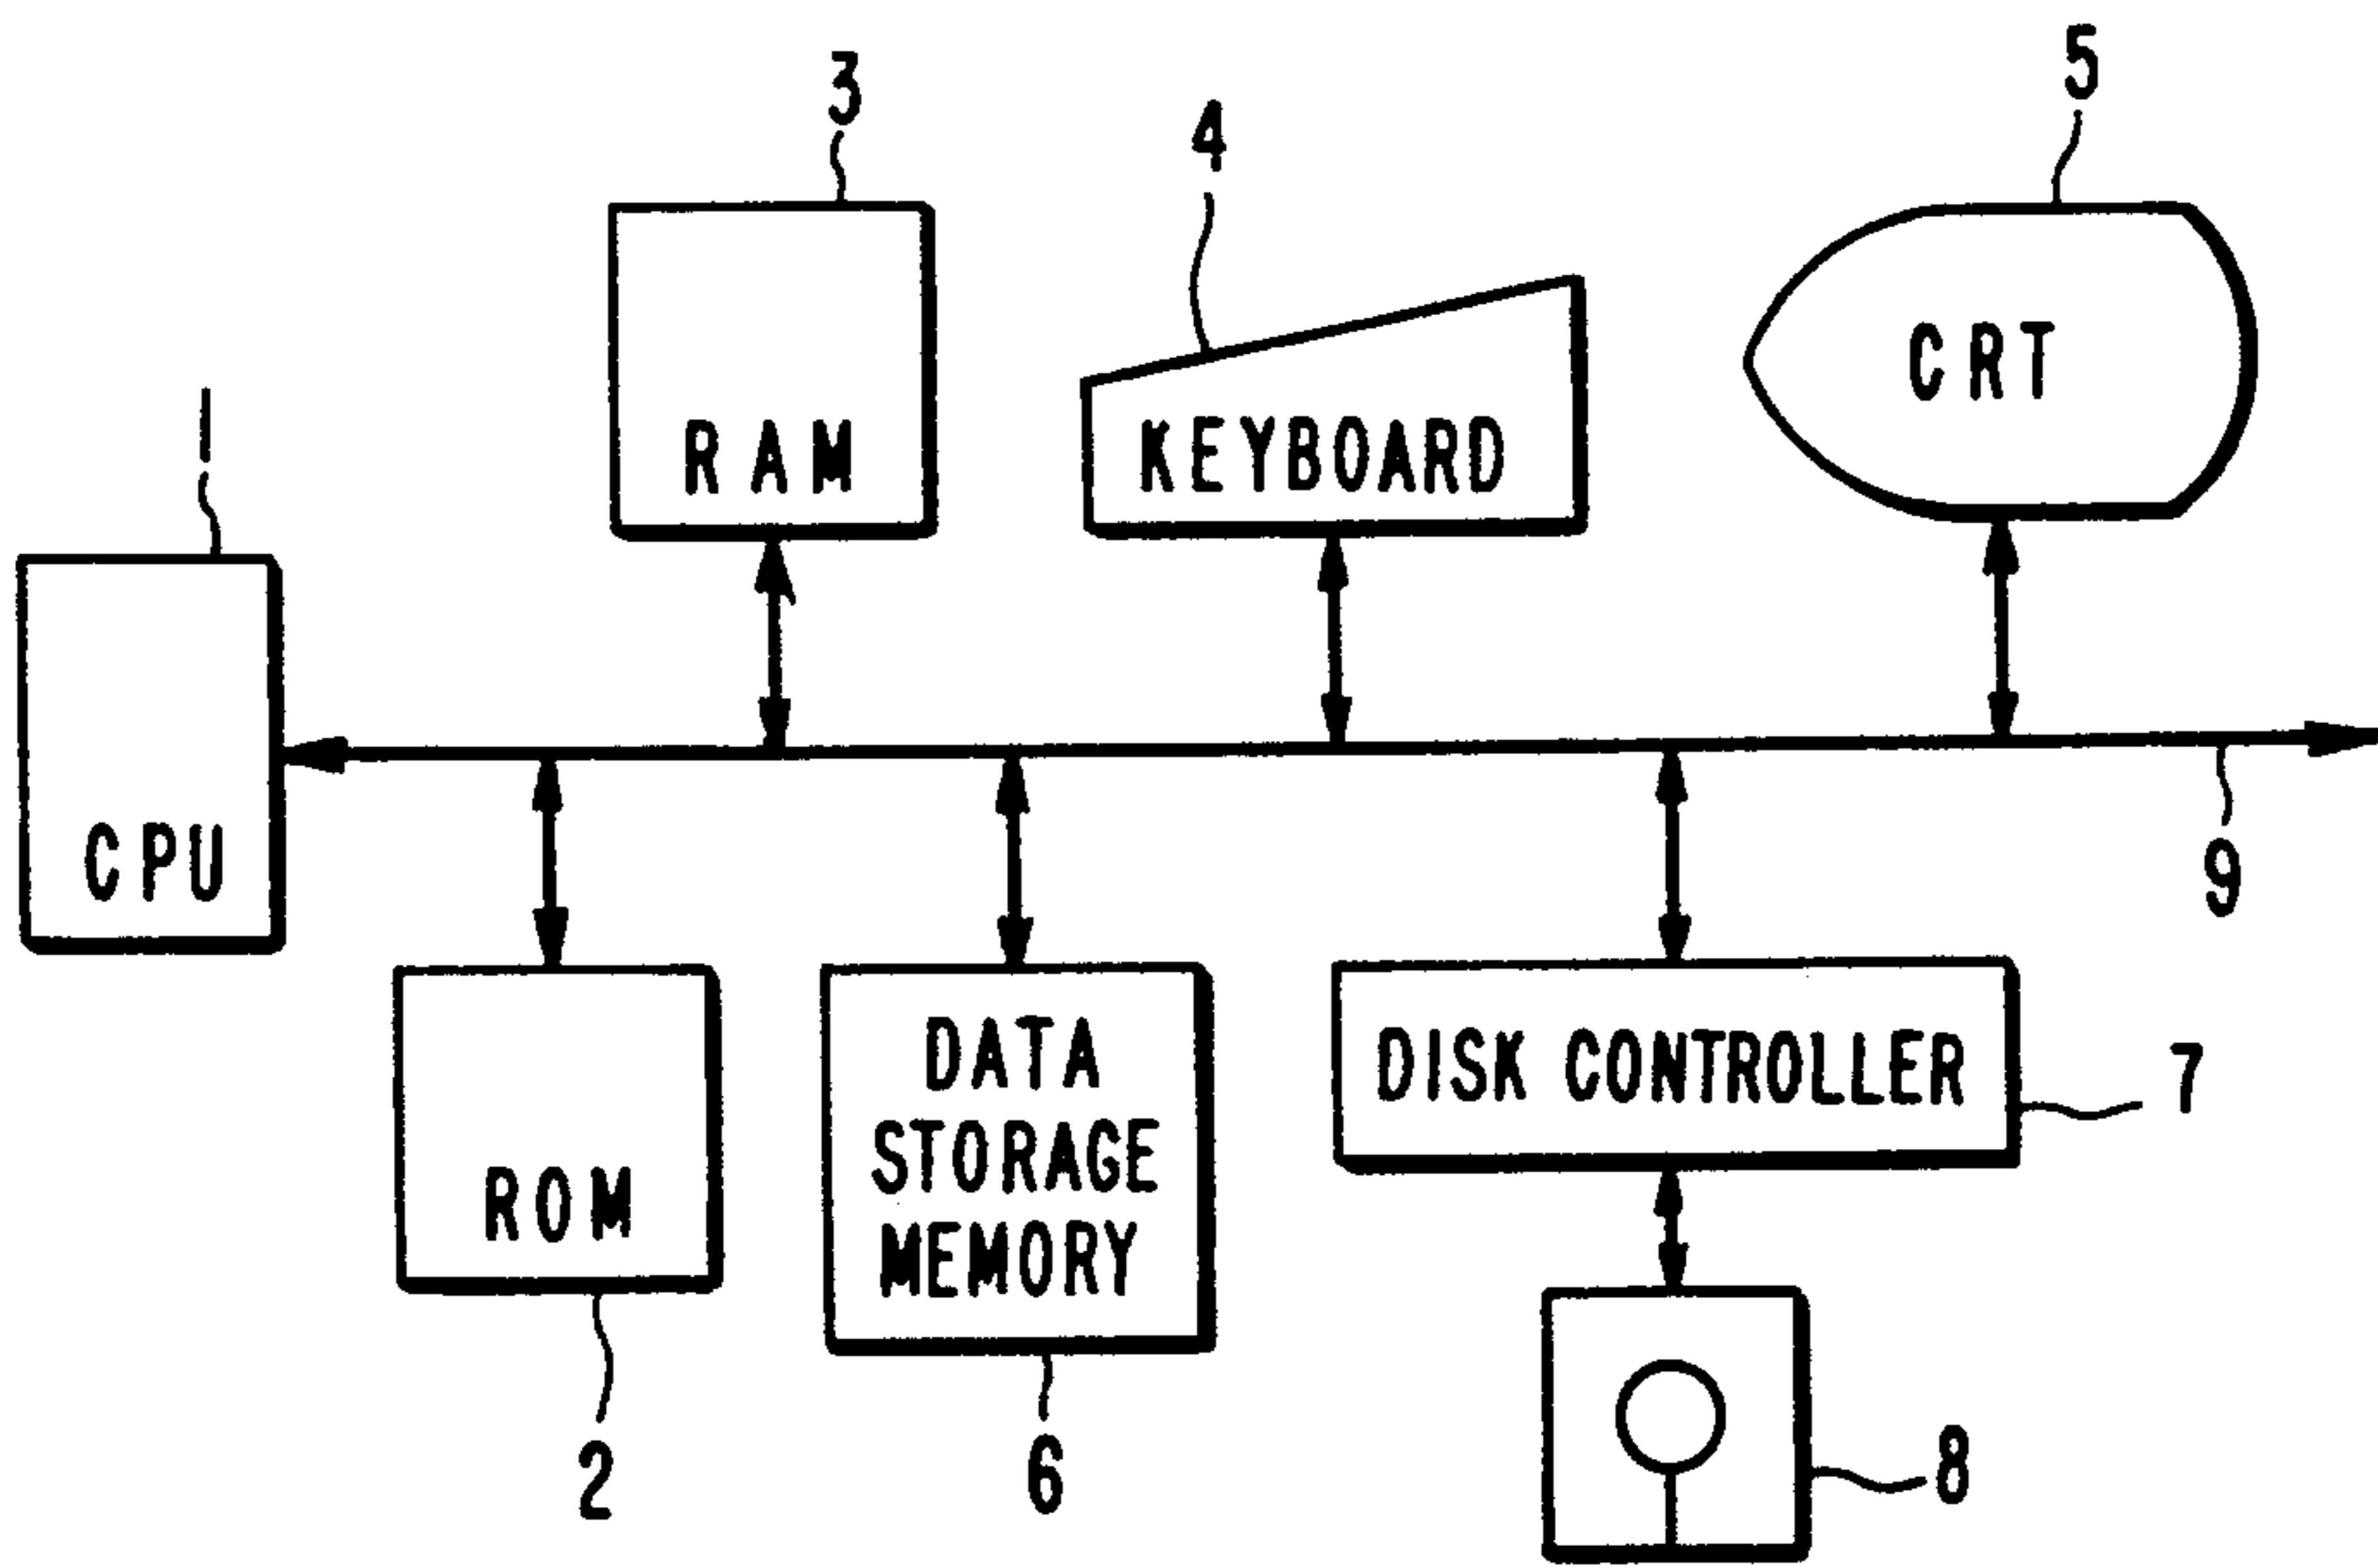 3
4
5
1
RAM
KEYBOARD
CRT
CPU
9
ROM
DATA
STORAGE
MEMORY
DISK CONTROLLER
7
2
6
8